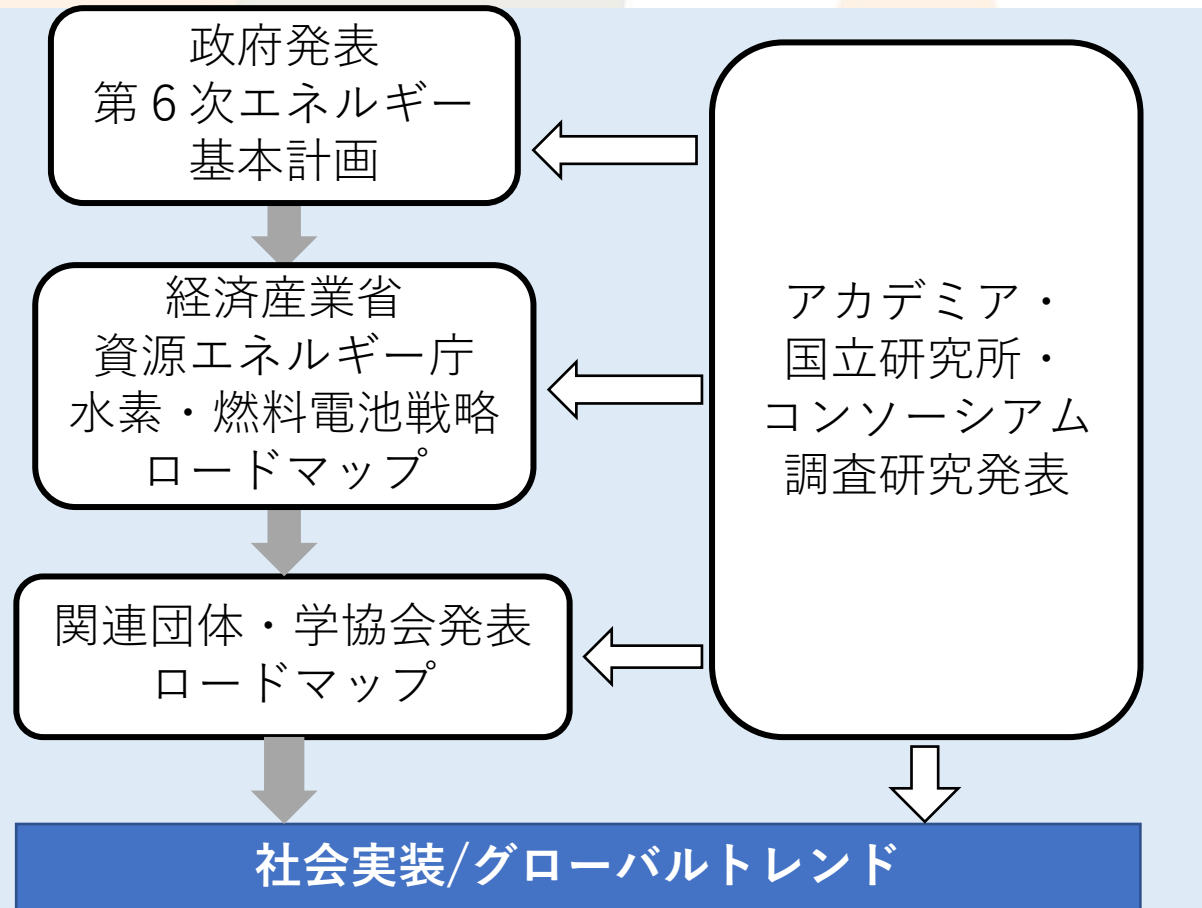 政府発表
第６次エネルギー
基本計画
経済産業省
資源エネルギー庁
水素・燃料電池戦略
ロードマップ
関連団体・学協会発表
ロードマップ
アカデミア・
国立研究所・
コンソーシアム
調査研究発表
社会実装/グローバルトレンド